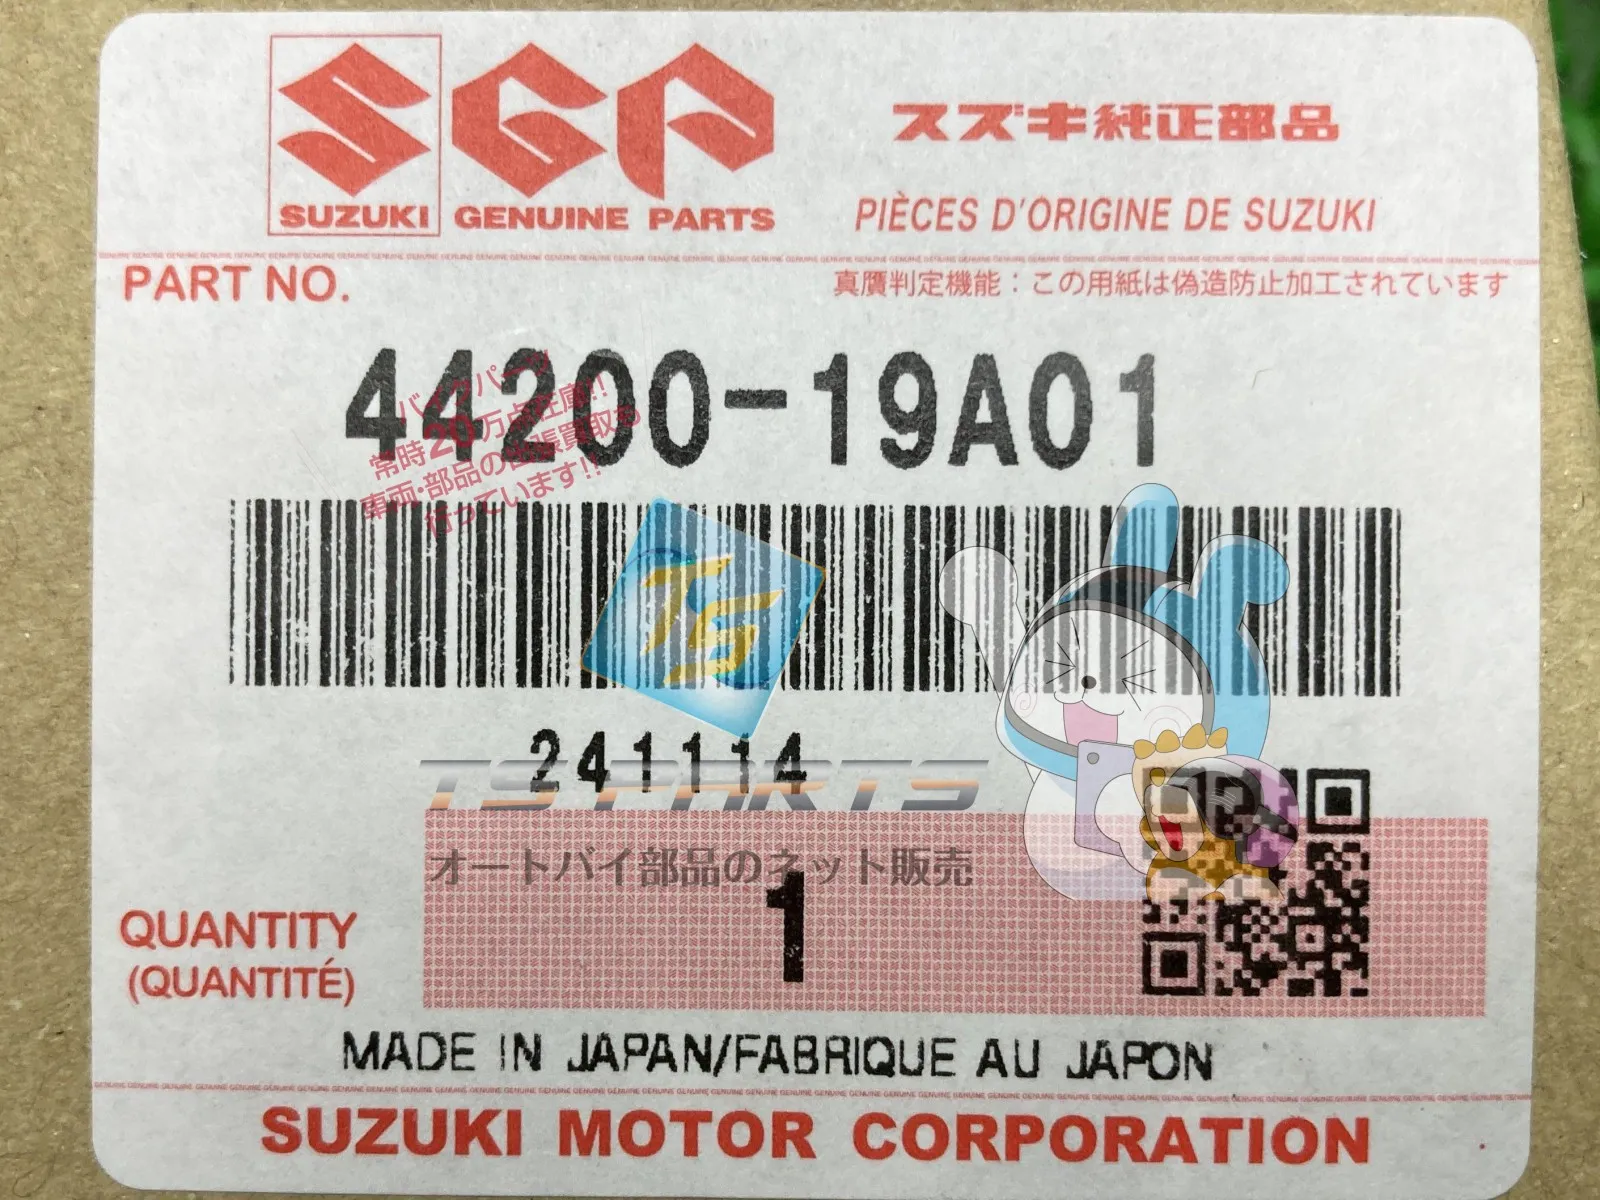 SUZUKI
GENUINE PARTS
スズキ純正部品
PIÈCES D'ORIGINE DE SUZUKI
PART NO.
真贋判定機能：この用紙は偽造防止加工されています
44200-19A01
バイクパーツ
常時20万点在庫!!
車両・部品の出張買取も
行っています!!
TS
241114
TS PARTS
オートバイ部品のネット販売
QUANTITY
(QUANTITÉ)
1
MADE IN JAPAN/FABRIQUE AU JAPON
SUZUKI MOTOR CORPORATION